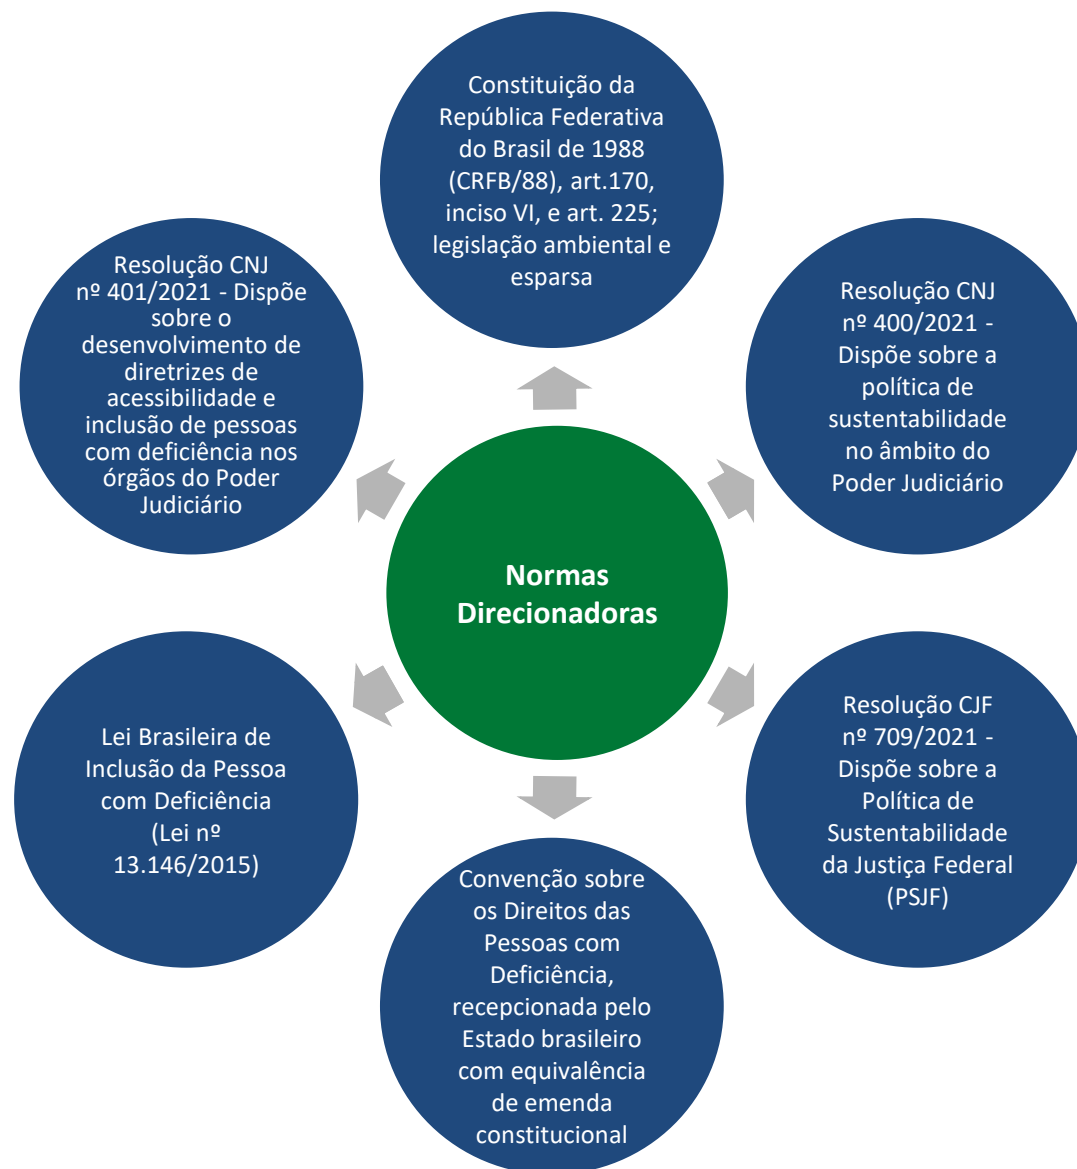 Constituição da
República Federativa
do Brasil de 1988
(CRFB/88), art.170,
inciso VI, e art. 225;
legislação ambiental e
esparsa
Resolução CNJ
nº 400/2021 -
Dispõe sobre a
política de
sustentabilidade
no âmbito do
Poder Judiciário
Resolução CJF
nº 709/2021 -
Dispõe sobre a
Política de
Sustentabilidade
da Justiça Federal
(PSJF)
Convenção sobre
os Direitos das
Pessoas com
Deficiência,
recepcionada pelo
Estado brasileiro
com equivalência
de emenda
constitucional
Lei Brasileira de
Inclusão da Pessoa
com Deficiência
(Lei nº
13.146/2015)
Resolução CNJ
nº 401/2021 - Dispõe
sobre o
desenvolvimento de
diretrizes de
acessibilidade e
inclusão de pessoas
com deficiência nos
órgãos do Poder
Judiciário
Normas
Direcionadoras